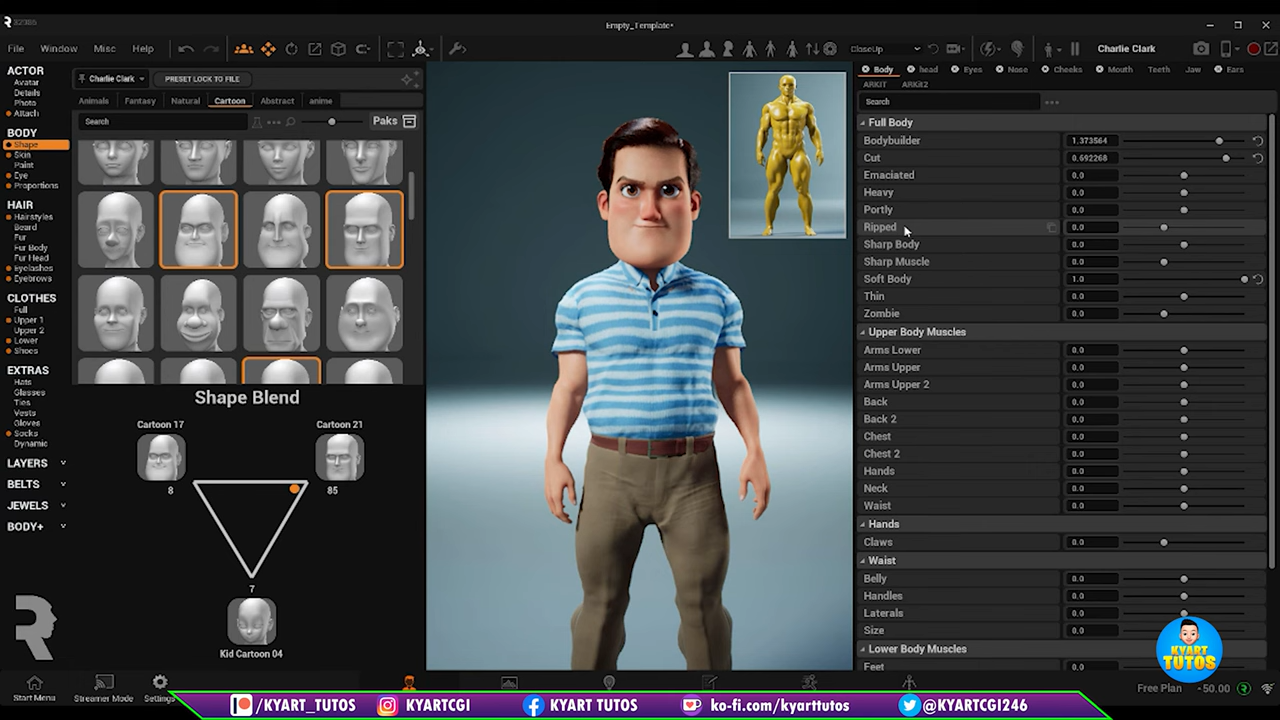 Empty_Template*
File Window Misc Help
CloseUp
Charlie Clark
ACTOR
Avatar
Details
Photo
Attach
BODY
Shape
Skin
Paint
Eye
Proportions
HAIR
Hairstyles
Beard
Fur
Fur Body
Fur Head
Eyelashes
Eyebrows
CLOTHES
Full
Upper 1
Upper 2
Lower
Shoes
EXTRAS
Hats
Glasses
Ties
Vests
Gloves
Socks
Dynamic
LAYERS
BELTS
JEWELS
BODY+
Charlie Clark PRESET LOCK TO FILE
Animals Fantasy Natural Cartoon Abstract anime
Search Paks
Shape Blend
Cartoon 17 Cartoon 21
8 85
7
Kid Cartoon 04
Body head Eyes Nose Cheeks Mouth Teeth Jaw Ears
ARKIT ARKit2
Search
Full Body
Bodybuilder 1.373564
Cut 0.692268
Emaciated 0.0
Heavy 0.0
Portly 0.0
Ripped 0.0
Sharp Body 0.0
Sharp Muscle 0.0
Soft Body 1.0
Thin 0.0
Zombie 0.0
Upper Body Muscles
Arms Lower 0.0
Arms Upper 0.0
Arms Upper 2 0.0
Back 0.0
Back 2 0.0
Chest 0.0
Chest 2 0.0
Hands 0.0
Neck 0.0
Waist 0.0
Hands
Claws 0.0
Waist
Belly 0.0
Handles 0.0
Laterals 0.0
Size 0.0
Lower Body Muscles
Feet 0.0
KYART
TUTOS
Start Menu Streamer Mode Settings
Free Plan -50.00
/KYART_TUTOS KYARTCGI KYART TUTOS ko-fi.com/kyarttutos @KYARTCGI246